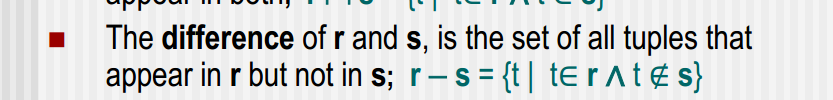 The difference of r and s, is the set of all tuples that
appear in r but not in s; r – s = {t | t∈ r ∧ t ∉ s}